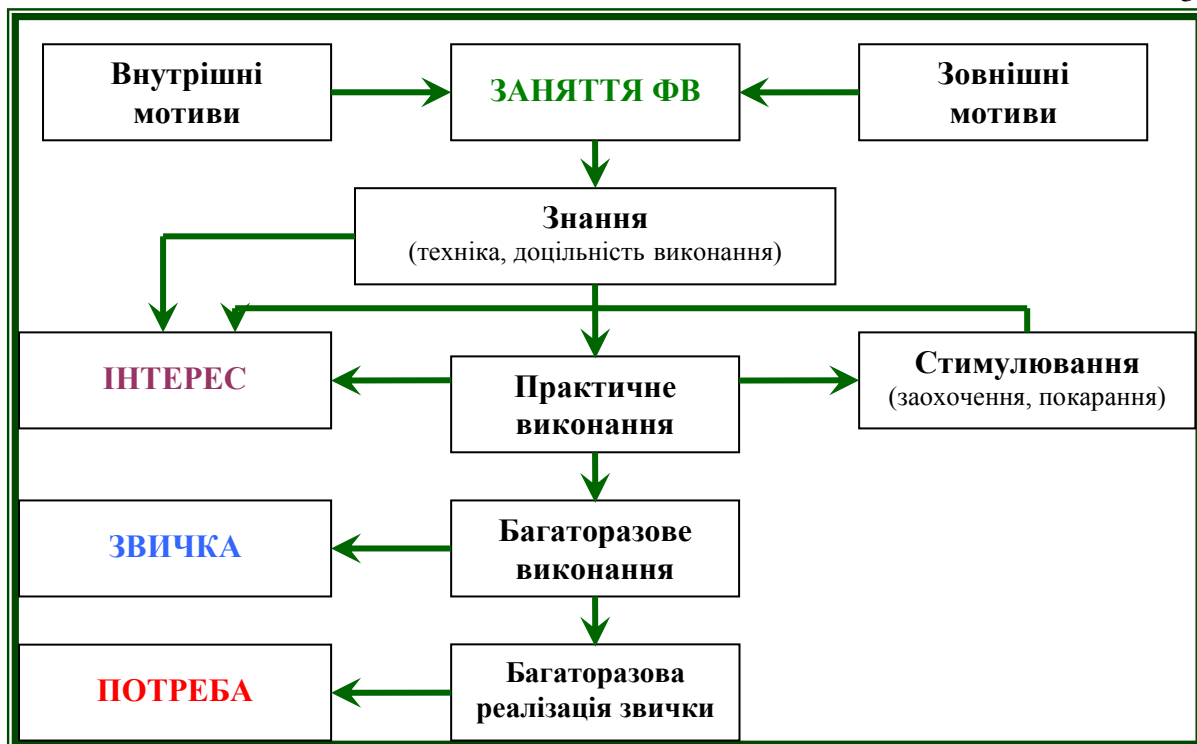 Внутрішні
мотиви
ЗАНЯТТЯ ФВ
Зовнішні
мотиви
Знання
(техніка, доцільність виконання)
ІНТЕРЕС
Практичне
виконання
Стимулювання
(заохочення, покарання)
ЗВИЧКА
Багаторазове
виконання
ПОТРЕБА
Багаторазова
реалізація звички